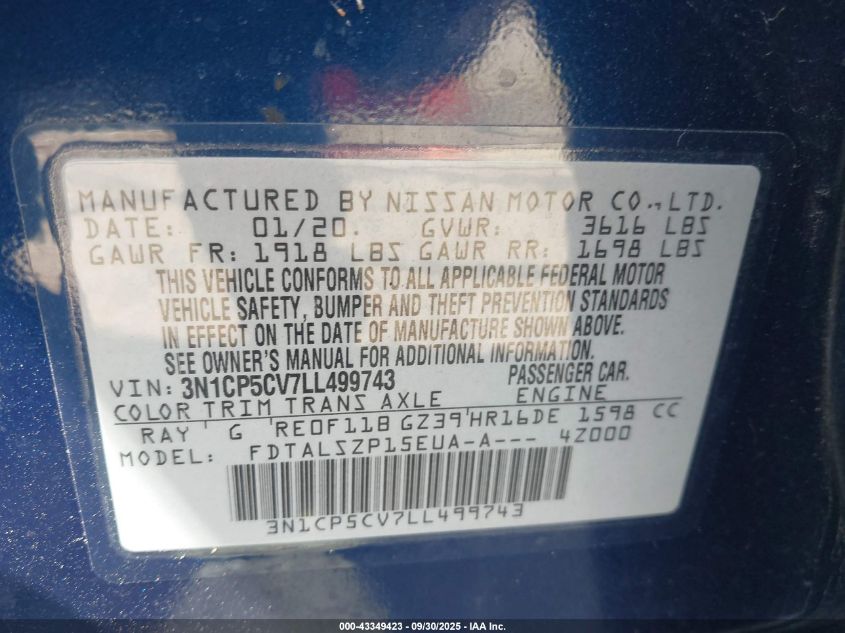 MANUFACTURED BY NISSAN MOTOR CO., LTD.
DATE: 01/20. GVWR: 3616 LBS
GAWR FR: 1918 LBS GAWR RR: 1698 LBS
THIS VEHICLE CONFORMS TO ALL APPLICABLE FEDERAL MOTOR
VEHICLE SAFETY, BUMPER AND THEFT PREVENTION STANDARDS
IN EFFECT ON THE DATE OF MANUFACTURE SHOWN ABOVE.
SEE OWNER'S MANUAL FOR ADDITIONAL INFORMATION.
VIN: 3N1CP5CV7LL499743 PASSENGER CAR.
COLOR TRIM TRANS AXLE ENGINE
RAY ' G ' RE0F11B GZ39 ' HR16DE 1598 CC
MODEL: FDTALSZP15EUA-A--- 4Z000
3N1CP5CV7LL499743
000-43349423 - 09/30/2025 - IAA Inc.